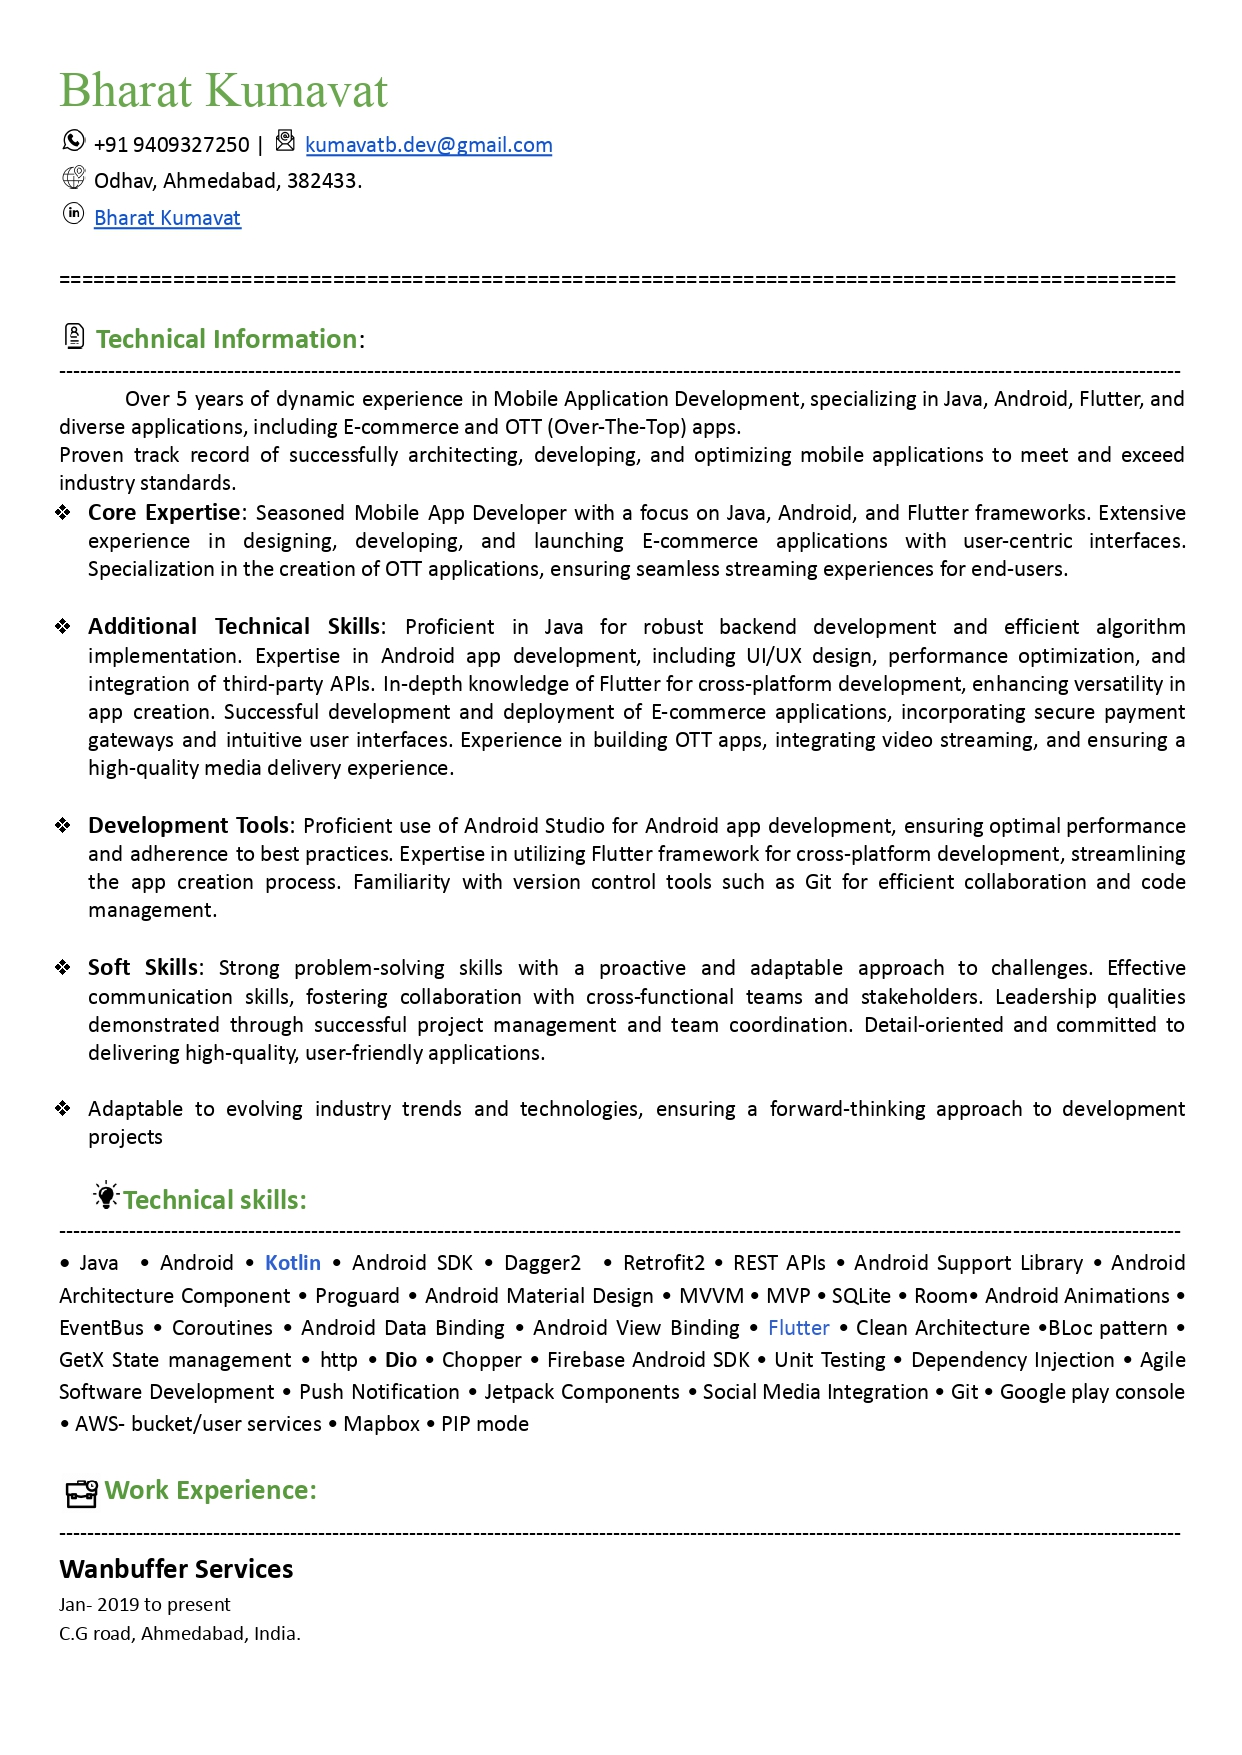 Bharat Kumavat
+91 9409327250 | kumavatb.dev@gmail.com
Odhav, Ahmedabad, 382433.
in Bharat Kumavat
===================================================================================================
Technical Information:
----------------------------------------------------------------------------------------------------------------------------------------------------------------
Over 5 years of dynamic experience in Mobile Application Development, specializing in Java, Android, Flutter, and
diverse applications, including E-commerce and OTT (Over-The-Top) apps.
Proven track record of successfully architecting, developing, and optimizing mobile applications to meet and exceed
industry standards.
❖ Core Expertise: Seasoned Mobile App Developer with a focus on Java, Android, and Flutter frameworks. Extensive
experience in designing, developing, and launching E-commerce applications with user-centric interfaces.
Specialization in the creation of OTT applications, ensuring seamless streaming experiences for end-users.
❖ Additional Technical Skills: Proficient in Java for robust backend development and efficient algorithm
implementation. Expertise in Android app development, including UI/UX design, performance optimization, and
integration of third-party APIs. In-depth knowledge of Flutter for cross-platform development, enhancing versatility in
app creation. Successful development and deployment of E-commerce applications, incorporating secure payment
gateways and intuitive user interfaces. Experience in building OTT apps, integrating video streaming, and ensuring a
high-quality media delivery experience.
❖ Development Tools: Proficient use of Android Studio for Android app development, ensuring optimal performance
and adherence to best practices. Expertise in utilizing Flutter framework for cross-platform development, streamlining
the app creation process. Familiarity with version control tools such as Git for efficient collaboration and code
management.
❖ Soft Skills: Strong problem-solving skills with a proactive and adaptable approach to challenges. Effective
communication skills, fostering collaboration with cross-functional teams and stakeholders. Leadership qualities
demonstrated through successful project management and team coordination. Detail-oriented and committed to
delivering high-quality, user-friendly applications.
❖ Adaptable to evolving industry trends and technologies, ensuring a forward-thinking approach to development
projects
Technical skills:
----------------------------------------------------------------------------------------------------------------------------------------------------------------
• Java • Android • Kotlin • Android SDK • Dagger2 • Retrofit2 • REST APIs • Android Support Library • Android
Architecture Component • Proguard • Android Material Design • MVVM • MVP • SQLite • Room• Android Animations •
EventBus • Coroutines • Android Data Binding • Android View Binding • Flutter • Clean Architecture •BLoc pattern •
GetX State management • http • Dio • Chopper • Firebase Android SDK • Unit Testing • Dependency Injection • Agile
Software Development • Push Notification • Jetpack Components • Social Media Integration • Git • Google play console
• AWS- bucket/user services • Mapbox • PIP mode
Work Experience:
----------------------------------------------------------------------------------------------------------------------------------------------------------------
Wanbuffer Services
Jan- 2019 to present
C.G road, Ahmedabad, India.